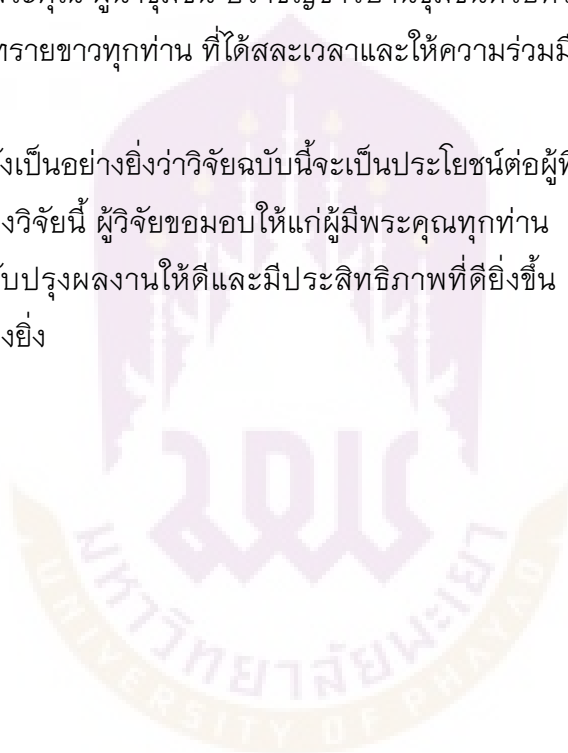 ทรายขาวทุกท่าน ที่ได้สละเวลาและให้ความร่วมมื
ังเป็นอย่างยิ่งว่าวิจัยฉบับนี้จะเป็นประโยชน์ต่อผู้ที
งวิจัยนี้ ผู้วิจัยขอมอบให้แก่ผู้มีพระคุณทุกท่าน
ับปรุงผลงานให้ดีและมีประสิทธิภาพที่ดียิ่งขึ้น
งยิ่ง
มพ
มหาวิทยาลัยพะเยา
UNIVERSITY OF PHAYAO